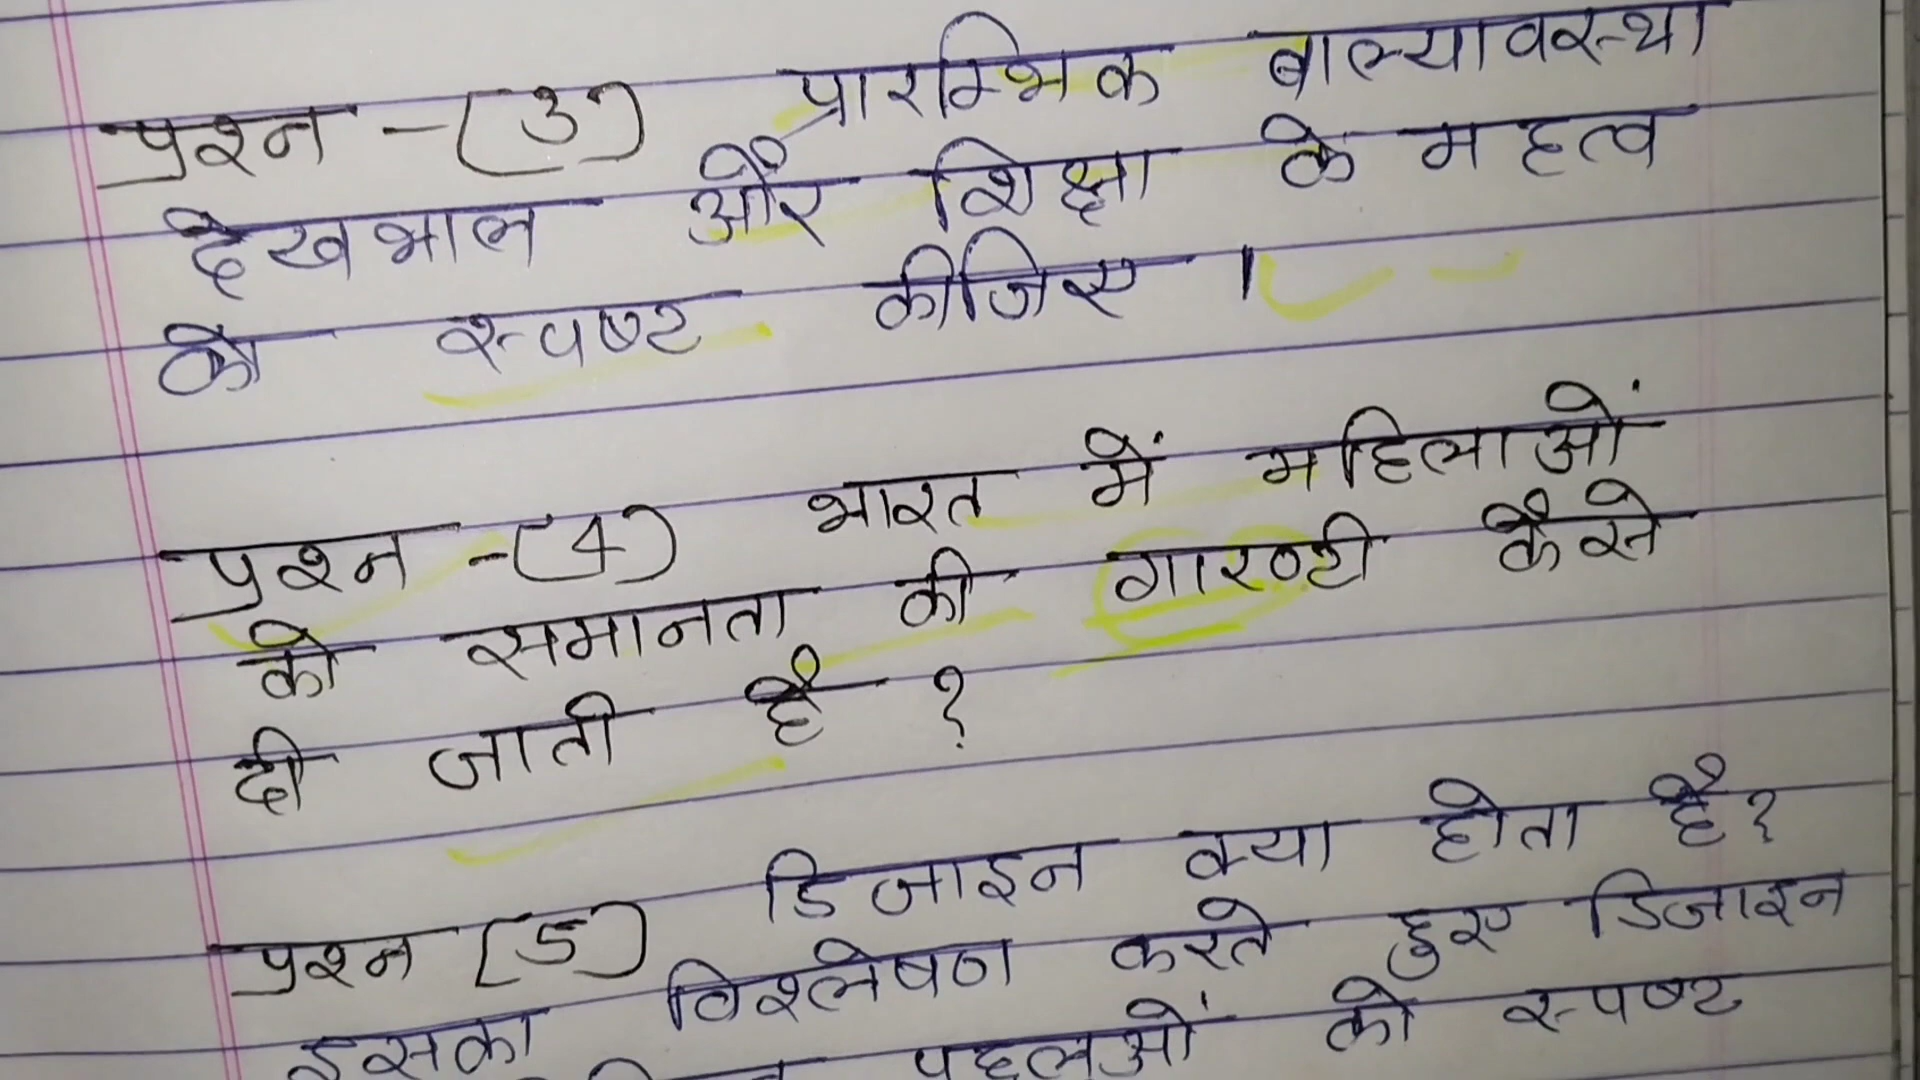 प्रश्न -(3) प्रारम्भिक बाल्यावस्था
देखभाल और शिक्षा के महत्व
को स्पष्ट कीजिए ।
प्रश्न -(4) भारत में महिलाओं
को समानता की गारण्टी कैसे
दी जाती है ?
प्रश्न (5) डिजाइन क्या होता है?
इसका विश्लेषण करते हुए डिजाइन
पहलुओं को स्पष्ट